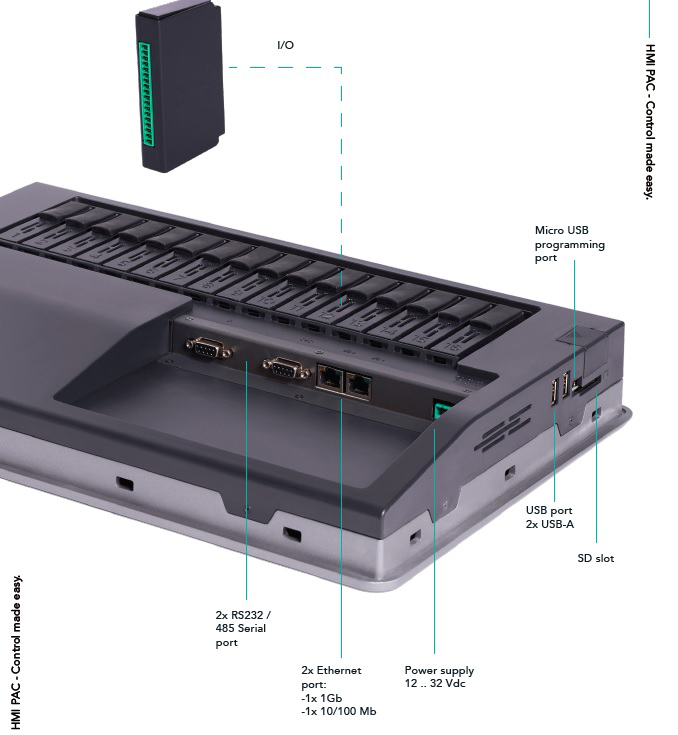 I/O
HMI PAC - Control made easy.
Micro USB
programming
port
USB port
2x USB-A
SD slot
2x RS232 /
485 Serial
port
2x Ethernet
port:
-1x 1Gb
-1x 10/100 Mb
Power supply
12 .. 32 Vdc
HMI PAC - Control made easy.